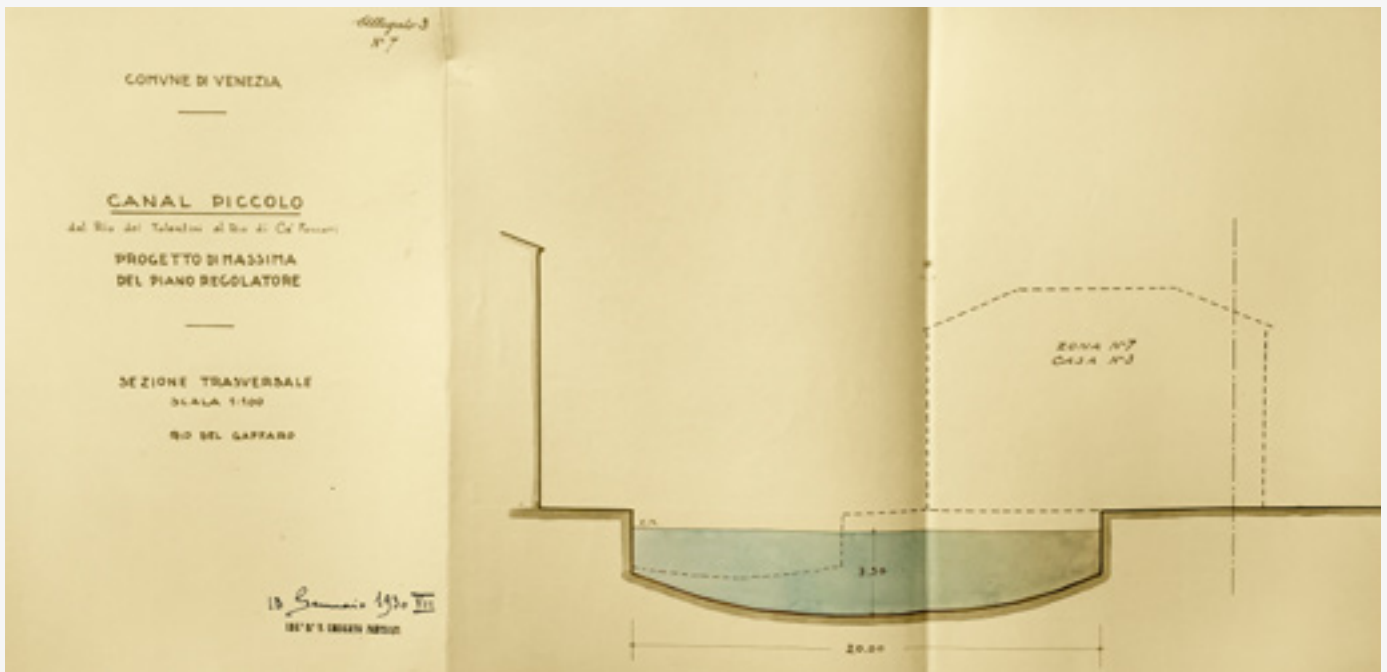 Allegato 3
N° 7
COMVNE DI VENEZIA
CANAL PICCOLO
dal Rio dei Tolentini al Rio di Ca' Foscari
PROGETTO DI MASSIMA
DEL PIANO REGOLATORE
SEZIONE TRASVERSALE
SCALA 1:100
RIO DEL GAFFARO
13 Gennaio 1930 VIII
ZONA N°7
CASA N°3
3.50
20.00